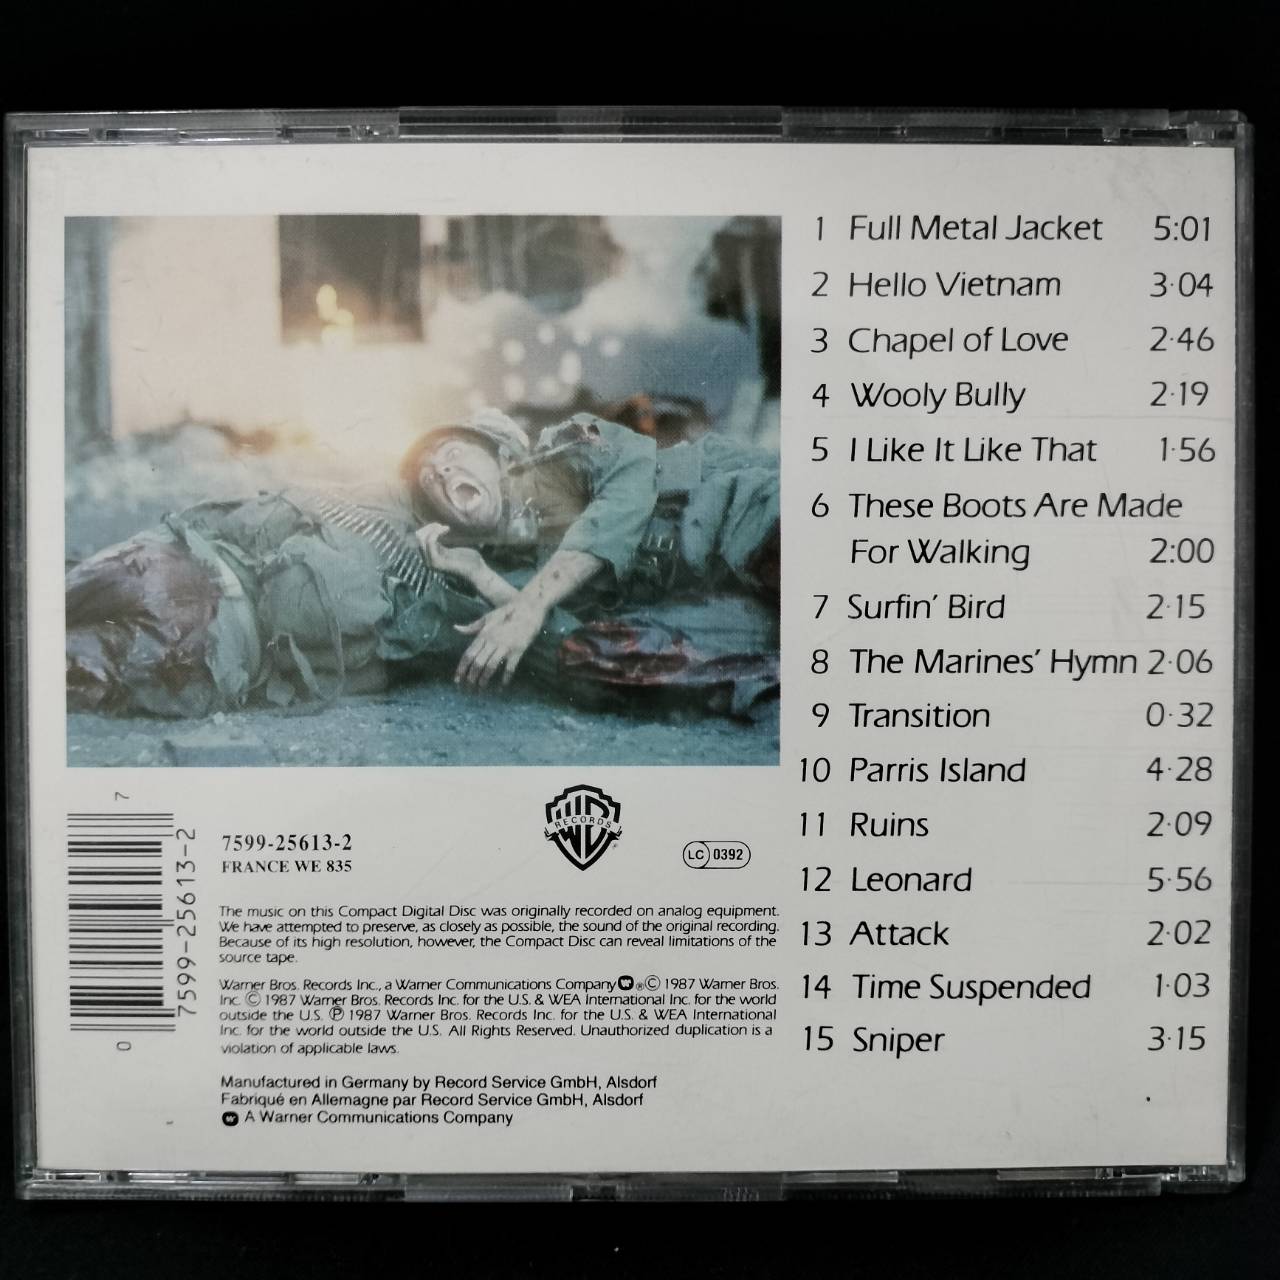 1 Full Metal Jacket 5:01
2 Hello Vietnam 3·04
3 Chapel of Love 2·46
4 Wooly Bully 2·19
5 I Like It Like That 1·56
6 These Boots Are Made
For Walking 2:00
7 Surfin' Bird 2·15
8 The Marines' Hymn 2·06
9 Transition 0·32
10 Parris Island 4·28
11 Ruins 2·09
12 Leonard 5·56
13 Attack 2·02
14 Time Suspended 1·03
15 Sniper 3·15
7
7599-25613-2
0
7599-25613-2
FRANCE WE 835
WB
RECORDS
LC 0392
The music on this Compact Digital Disc was originally recorded on analog equipment.
We have attempted to preserve, as closely as possible, the sound of the original recording.
Because of its high resolution, however, the Compact Disc can reveal limitations of the
source tape.
Warner Bros. Records Inc., a Warner Communications Company W ® © 1987 Warner Bros.
Inc. © 1987 Warner Bros. Records Inc. for the U.S. & WEA International Inc. for the world
outside the U.S. ℗ 1987 Warner Bros. Records Inc. for the U.S. & WEA International
Inc. for the world outside the U.S. All Rights Reserved. Unauthorized duplication is a
violation of applicable laws.
Manufactured in Germany by Record Service GmbH, Alsdorf
Fabriqué en Allemagne par Record Service GmbH, Alsdorf
A Warner Communications Company